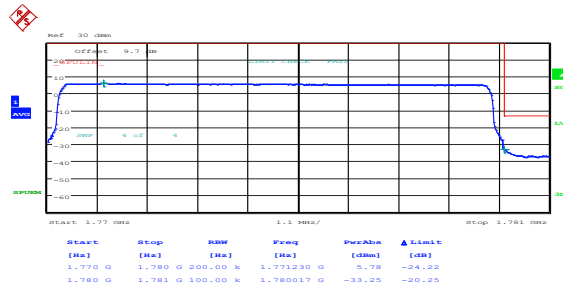 R S
Ref 30 dBm
Offset 9.7 dB
20
_SPULIN_
LIMIT CHECK PASS
10
0
1
AVG
-10
-20
SWP 4 of 4
-30
-40
-50
-60
Start 1.77 GHz
1.1 MHz/
Stop 1.781 GHz
Start Stop RBW Freq PwrAbs Δ Limit
[Hz] [Hz] [Hz] [Hz] [dBm] [dB]
1.770 G 1.780 G 200.00 k 1.771230 G 5.78 -24.22
1.780 G 1.781 G 100.00 k 1.780017 G -33.25 -20.25